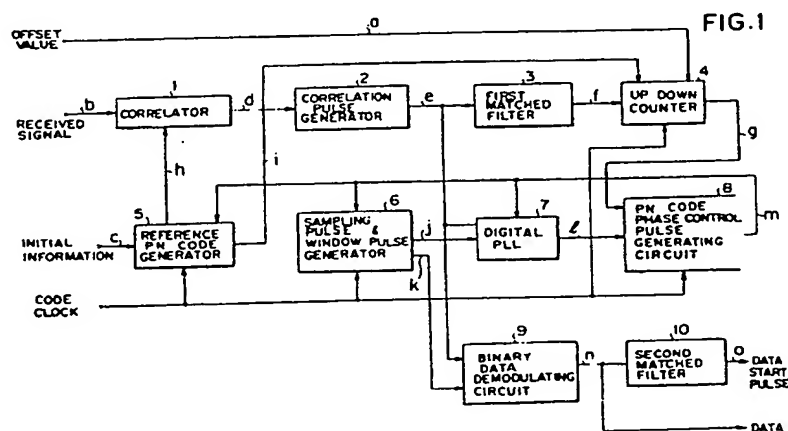 FIG.1
OFFSET
VALUE
a
1
CORRELATOR
b
RECEIVED
SIGNAL
d
2
CORRELATION
PULSE
GENERATOR
e
3
FIRST
MATCHED
FILTER
f
4
UP DOWN
COUNTER
g
h
i
5
REFERENCE
PN CODE
GENERATOR
INITIAL
INFORMATION
c
6
SAMPLING
PULSE &
WINDOW PULSE
GENERATOR
j
k
7
DIGITAL
PLL
l
8
PN CODE
PHASE CONTROL
PULSE
GENERATING
CIRCUIT
m
CODE
CLOCK
9
BINARY
DATA
DEMODULATING
CIRCUIT
n
10
SECOND
MATCHED
FILTER
o
DATA
START
PULSE
DATA